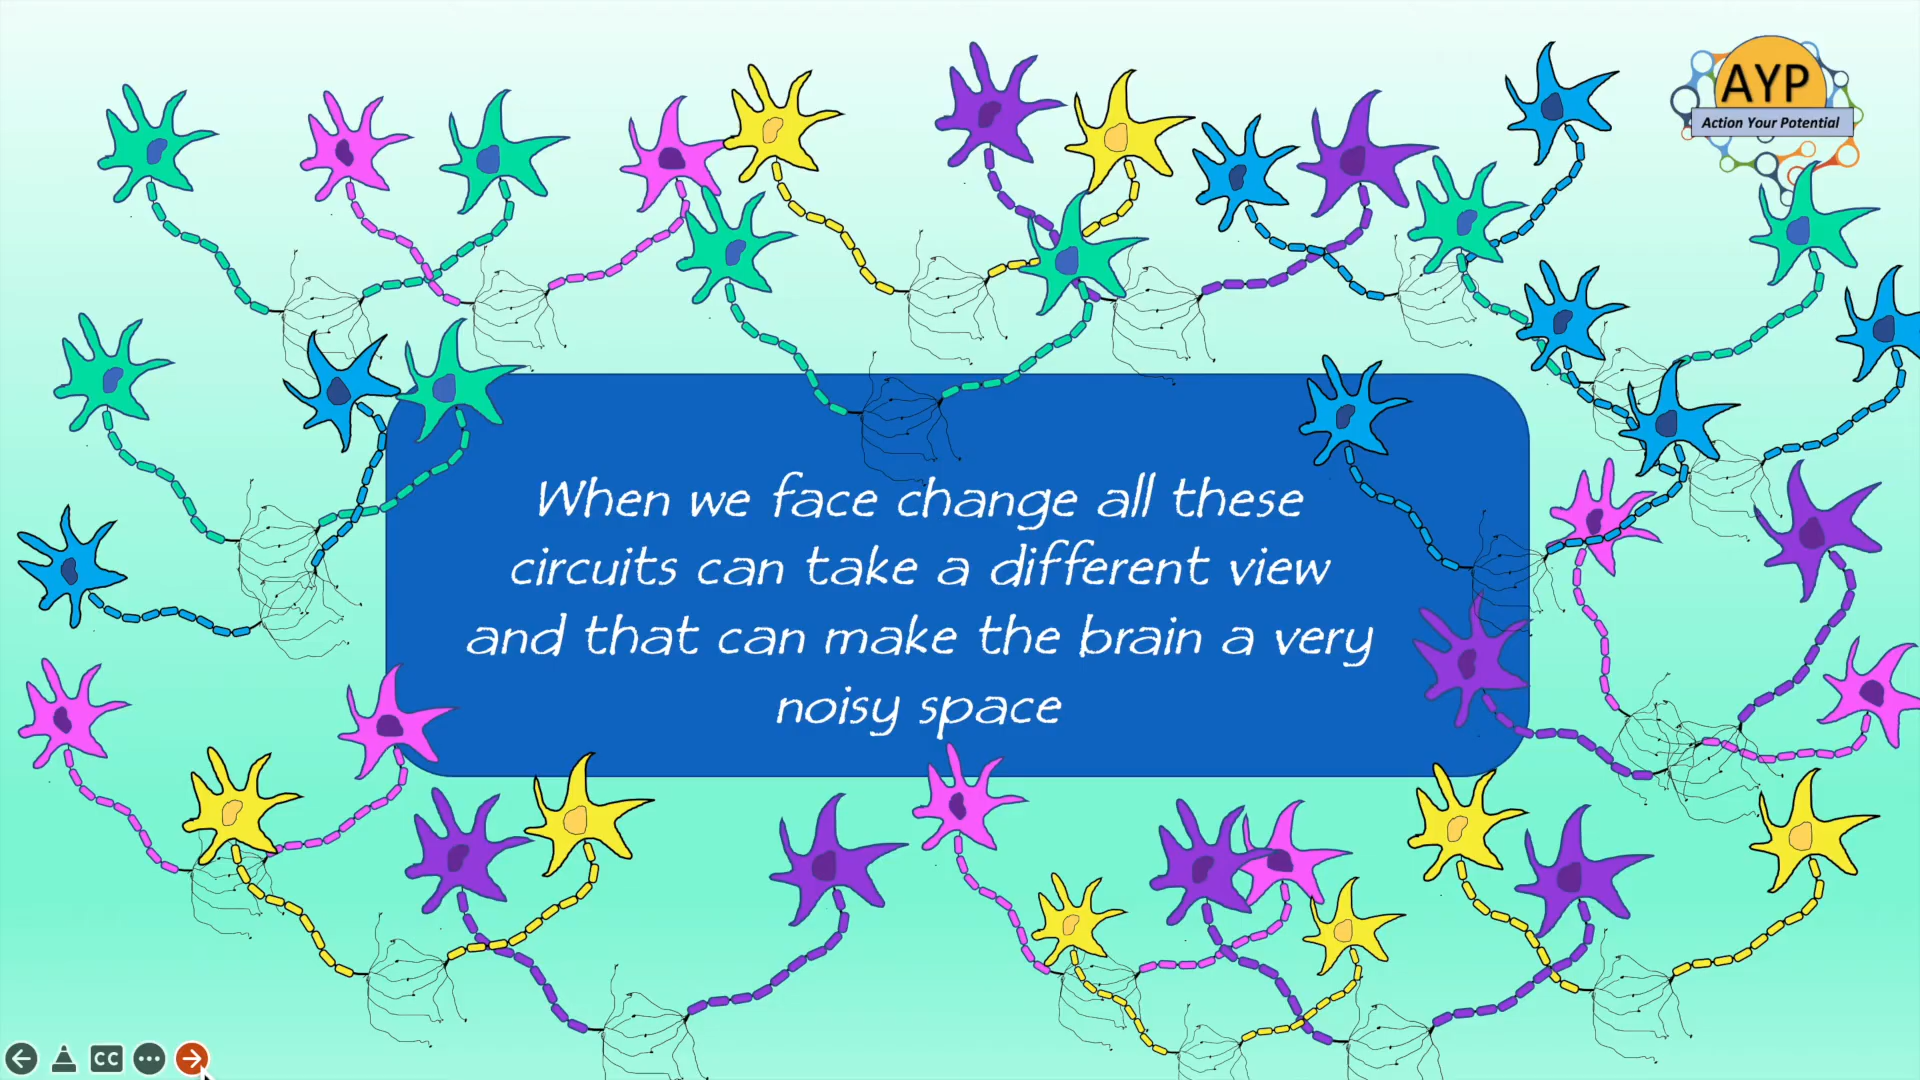 AYP
Action Your Potential
When we face change all these
circuits can take a different view
and that can make the brain a very
noisy space
CC